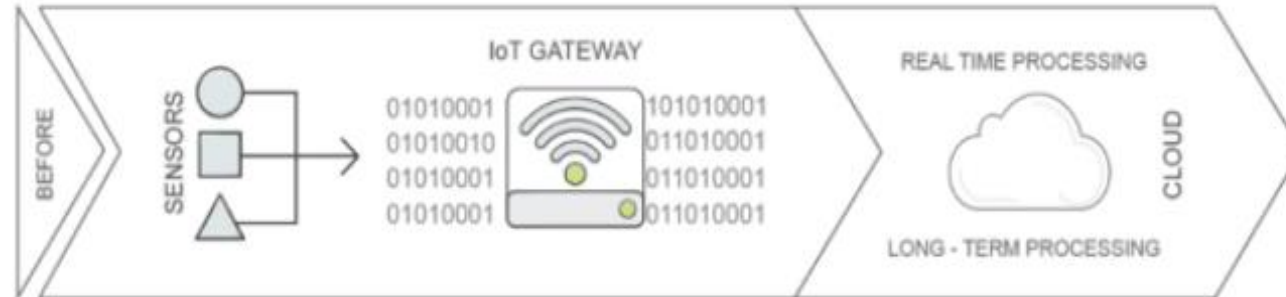 BEFORE
SENSORS
IoT GATEWAY
01010001
01010010
01010001
01010001
101010001
011010001
011010001
011010001
REAL TIME PROCESSING
CLOUD
LONG - TERM PROCESSING